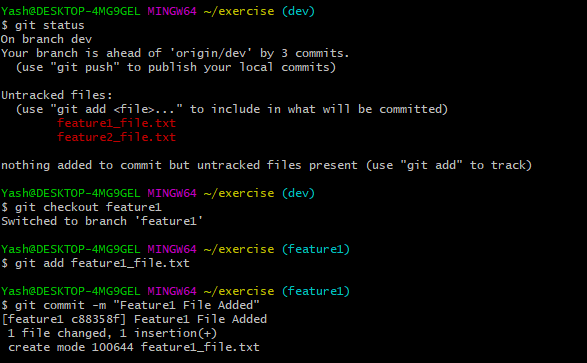 Yash@DESKTOP-4MG9GEL MINGW64 ~/exercise (dev)
$ git status
On branch dev
Your branch is ahead of 'origin/dev' by 3 commits.
  (use "git push" to publish your local commits)

Untracked files:
  (use "git add <file>..." to include in what will be committed)
        feature1_file.txt
        feature2_file.txt

nothing added to commit but untracked files present (use "git add" to track)

Yash@DESKTOP-4MG9GEL MINGW64 ~/exercise (dev)
$ git checkout feature1
Switched to branch 'feature1'

Yash@DESKTOP-4MG9GEL MINGW64 ~/exercise (feature1)
$ git add feature1_file.txt

Yash@DESKTOP-4MG9GEL MINGW64 ~/exercise (feature1)
$ git commit -m "Feature1 File Added"
[feature1 c88358f] Feature1 File Added
 1 file changed, 1 insertion(+)
 create mode 100644 feature1_file.txt